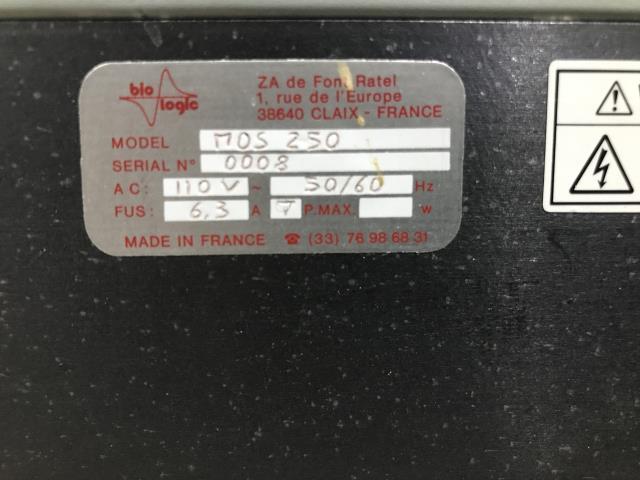 bio logic
ZA de Font Ratel
1, rue de l'Europe
38640 CLAIX - FRANCE
MODEL MOS 250
SERIAL N° 0008
AC: 110 V ~ 50/60 Hz
FUS: 6,3 A T P.MAX. w
MADE IN FRANCE ☎ (33) 76 98 68 31